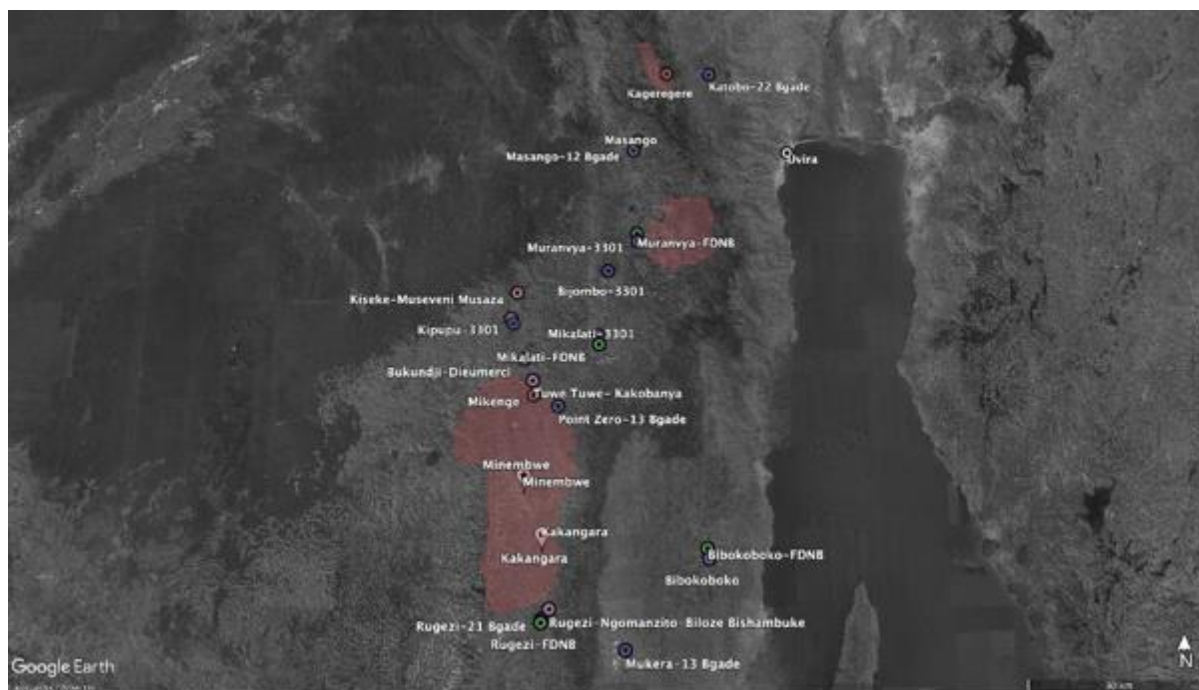 Kageregere
Katobo-22 Bgade
Masango
Masango-12 Bgade
Uvira
Muranvya-3301
Muranvya-FDNB
Bijombo-3301
Kiseke-Museveni Musaza
Kipupu-3301
Mikalati-3301
Mikalati-FDNB
Bukundji-Dieumerci
Tuwe Tuwe- Kakobanya
Mikenge
Point Zero-13 Bgade
Minembwe
Minembwe
Kakangara
Kakangara
Bibokoboko-FDNB
Bibokoboko
Rugezi-21 Bgade
Rugezi-Ngomanzito-Biloze Bishambuke
Rugezi-FDNB
Mukera-13 Bgade
Google Earth
N